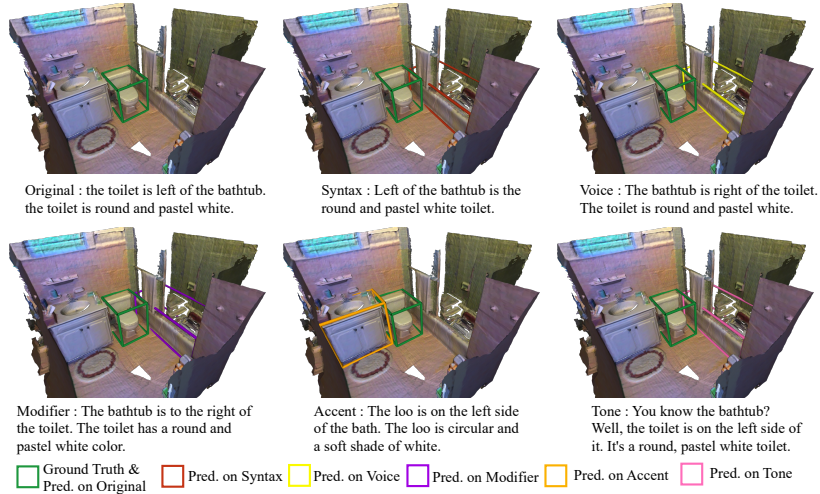 Original : the toilet is left of the bathtub.
the toilet is round and pastel white.
Syntax : Left of the bathtub is the
round and pastel white toilet.
Voice : The bathtub is right of the toilet.
The toilet is round and pastel white.
Modifier : The bathtub is to the right of
the toilet. The toilet has a round and
pastel white color.
Accent : The loo is on the left side
of the bath. The loo is circular and
a soft shade of white.
Tone : You know the bathtub?
Well, the toilet is on the left side of
it. It's a round, pastel white toilet.
Ground Truth &
Pred. on Original
Pred. on Syntax
Pred. on Voice
Pred. on Modifier
Pred. on Accent
Pred. on Tone